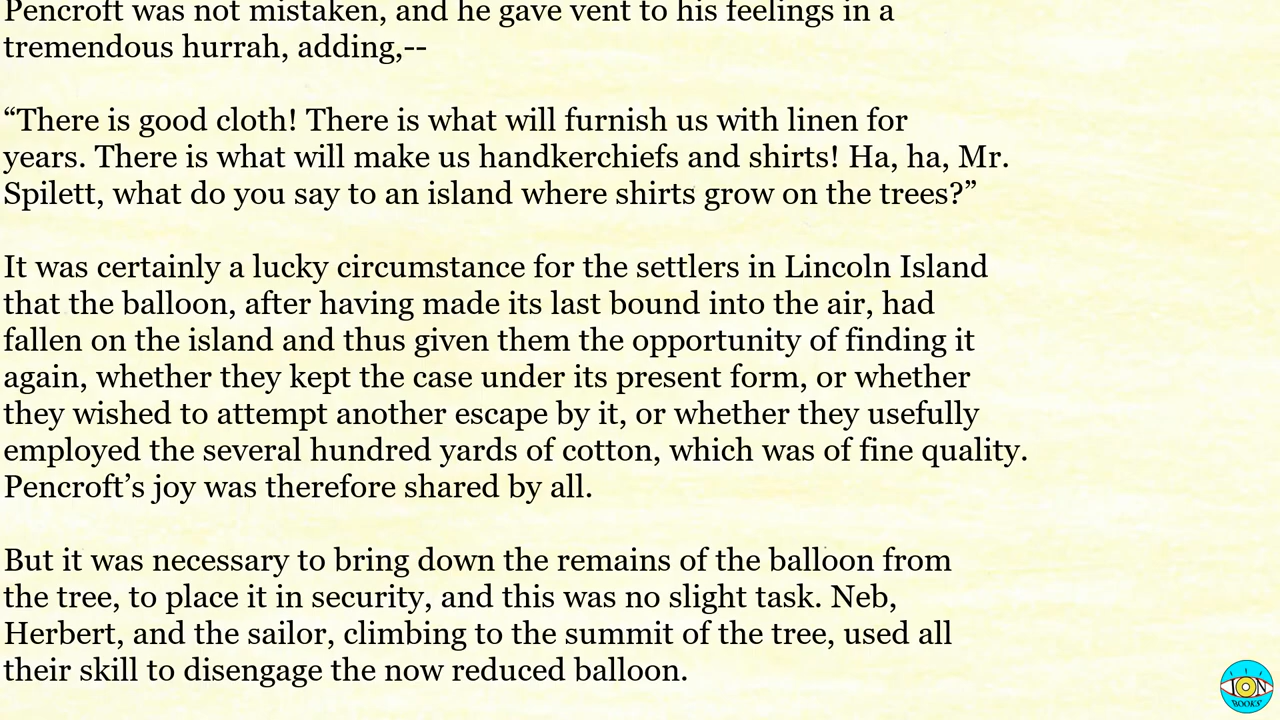 Pencroft was not mistaken, and he gave vent to his feelings in a
tremendous hurrah, adding,--
“There is good cloth! There is what will furnish us with linen for
years. There is what will make us handkerchiefs and shirts! Ha, ha, Mr.
Spilett, what do you say to an island where shirts grow on the trees?”
It was certainly a lucky circumstance for the settlers in Lincoln Island
that the balloon, after having made its last bound into the air, had
fallen on the island and thus given them the opportunity of finding it
again, whether they kept the case under its present form, or whether
they wished to attempt another escape by it, or whether they usefully
employed the several hundred yards of cotton, which was of fine quality.
Pencroft’s joy was therefore shared by all.
But it was necessary to bring down the remains of the balloon from
the tree, to place it in security, and this was no slight task. Neb,
Herbert, and the sailor, climbing to the summit of the tree, used all
their skill to disengage the now reduced balloon.
ION
BOOKS